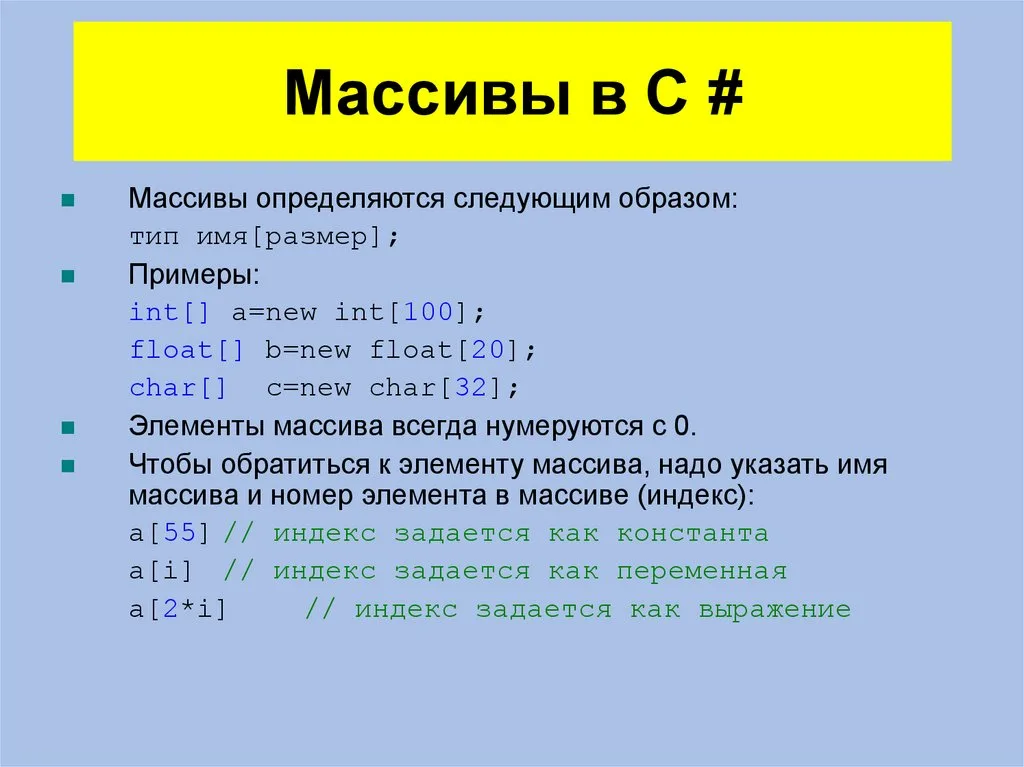 Массивы в C #
Массивы определяются следующим образом:
тип имя[размер];
Примеры:
int[] a=new int[100];
float[] b=new float[20];
char[]  c=new char[32];
Элементы массива всегда нумеруются с 0.
Чтобы обратиться к элементу массива, надо указать имя
массива и номер элемента в массиве (индекс):
a[55] // индекс задается как константа
a[i]  // индекс задается как переменная
a[2*i]     // индекс задается как выражение